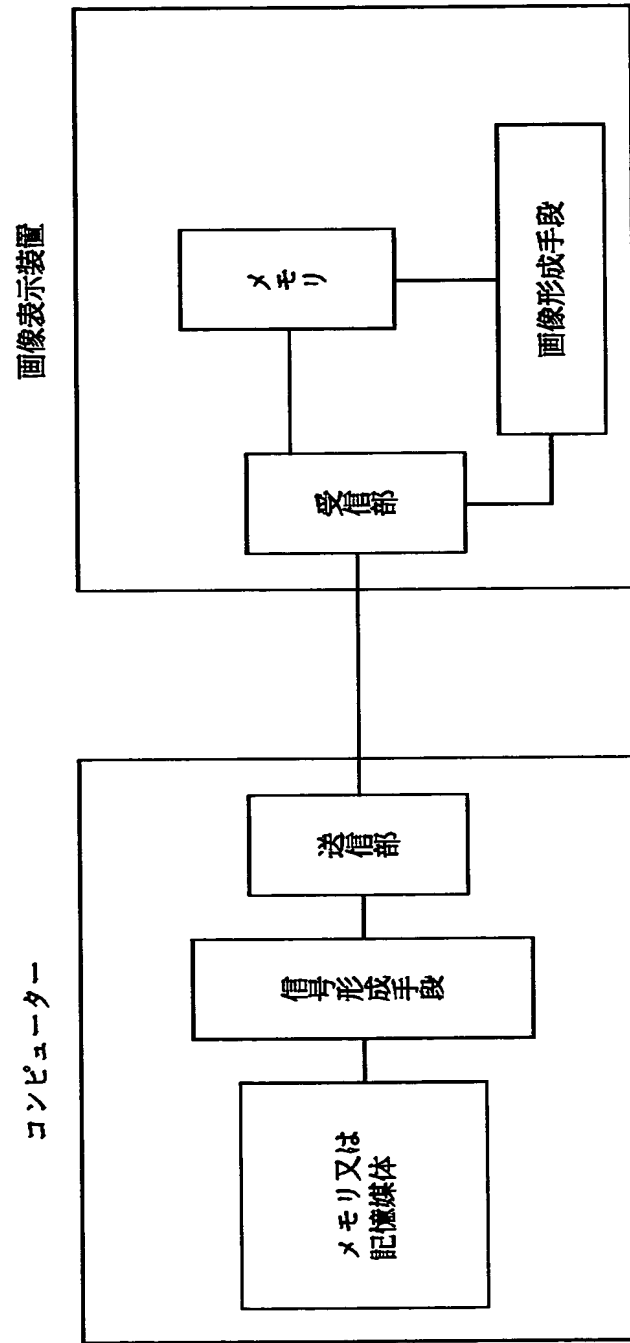 コンピューター
メモリ又は
記憶媒体
信号形成手段
送信部
画像表示装置
受信部
メモリ
画像形成手段